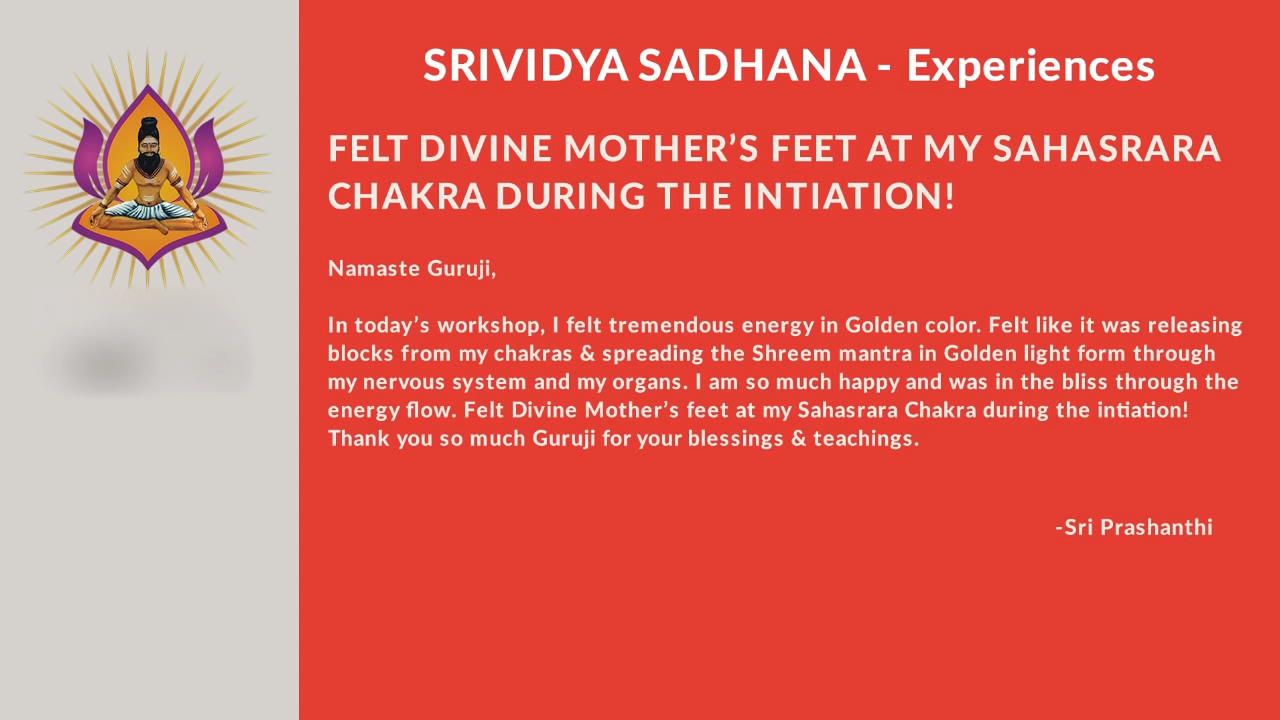 SRIVIDYA SADHANA - Experiences
FELT DIVINE MOTHER’S FEET AT MY SAHASRARA
CHAKRA DURING THE INTIATION!
Namaste Guruji,
In today’s workshop, I felt tremendous energy in Golden color. Felt like it was releasing
blocks from my chakras & spreading the Shreem mantra in Golden light form through
my nervous system and my organs. I am so much happy and was in the bliss through the
energy flow. Felt Divine Mother’s feet at my Sahasrara Chakra during the intiation!
Thank you so much Guruji for your blessings & teachings.
-Sri Prashanthi